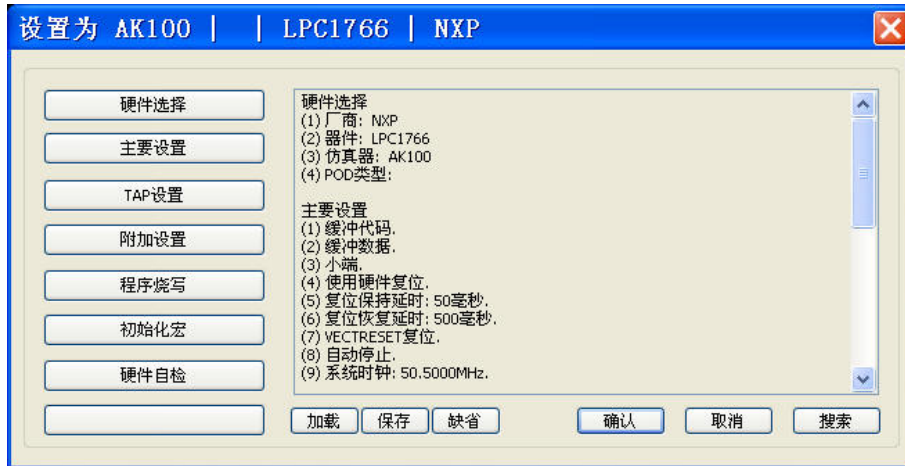 设置为 AK100 |    | LPC1766 | NXP
硬件选择
主要设置
TAP设置
附加设置
程序烧写
初始化宏
硬件自检
硬件选择
(1) 厂商: NXP
(2) 器件: LPC1766
(3) 仿真器: AK100
(4) POD类型:
主要设置
(1) 缓冲代码.
(2) 缓冲数据.
(3) 小端.
(4) 使用硬件复位.
(5) 复位保持延时: 50毫秒.
(6) 复位恢复延时: 500毫秒.
(7) VECTRESET复位.
(8) 自动停止.
(9) 系统时钟: 50.5000MHz.
加载 保存 缺省 确认 取消 搜索